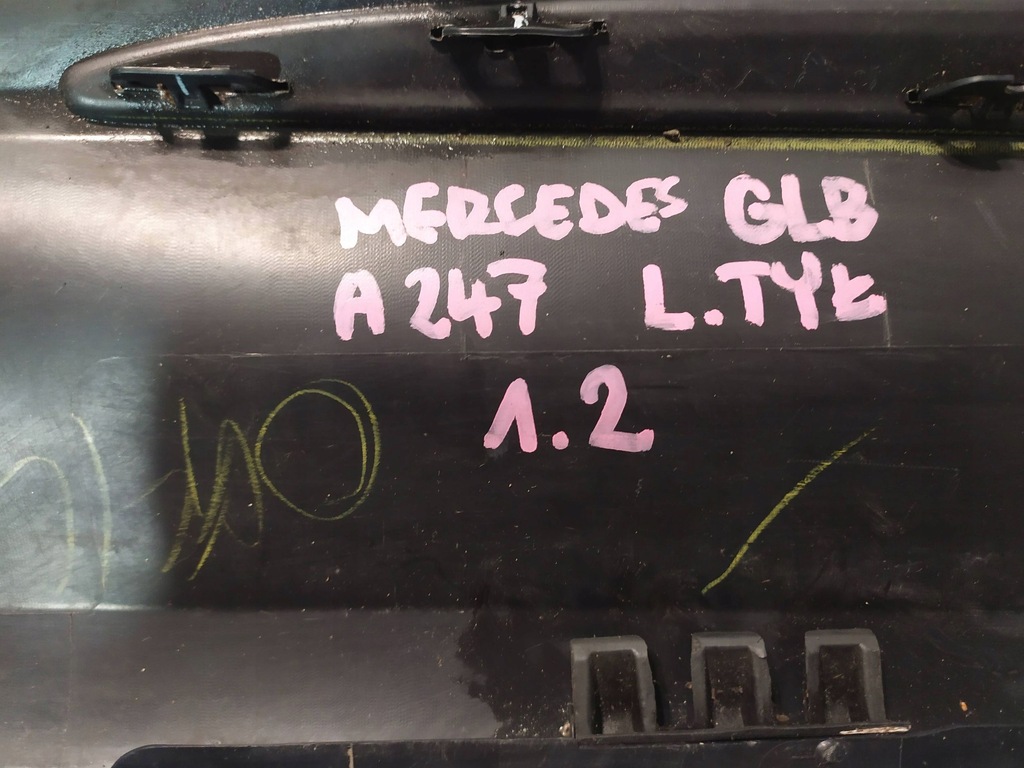 MERCEDES GLB
A247 L.TYŁ
1.2